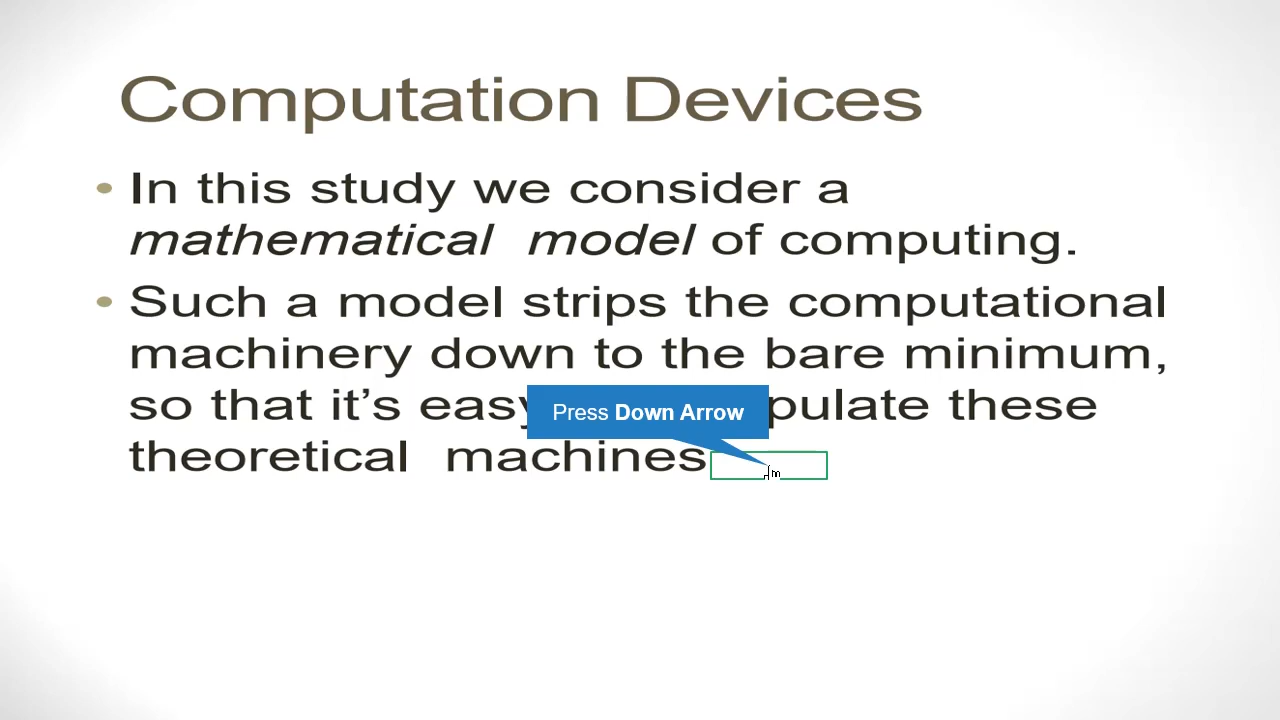 Computation Devices
• In this study we consider a
mathematical model of computing.
• Such a model strips the computational
machinery down to the bare minimum,
so that it’s easy pulate these
Press Down Arrow
theoretical machines